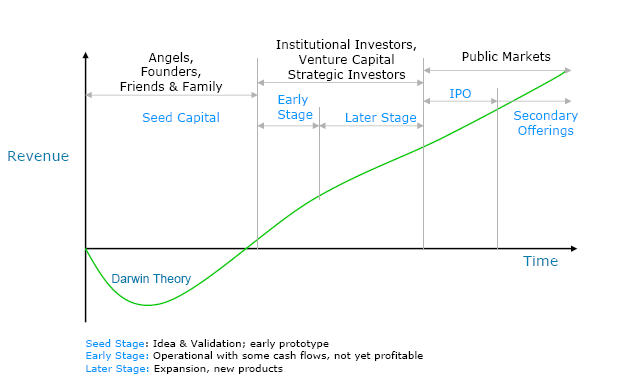 Angels,
Founders,
Friends & Family
Institutional Investors,
Venture Capital
Strategic Investors
Public Markets
Seed Capital
Early
Stage
Later Stage
IPO
Secondary
Offerings
Revenue
Time
Darwin Theory
Seed Stage: Idea & Validation; early prototype
Early Stage: Operational with some cash flows, not yet profitable
Later Stage: Expansion, new products